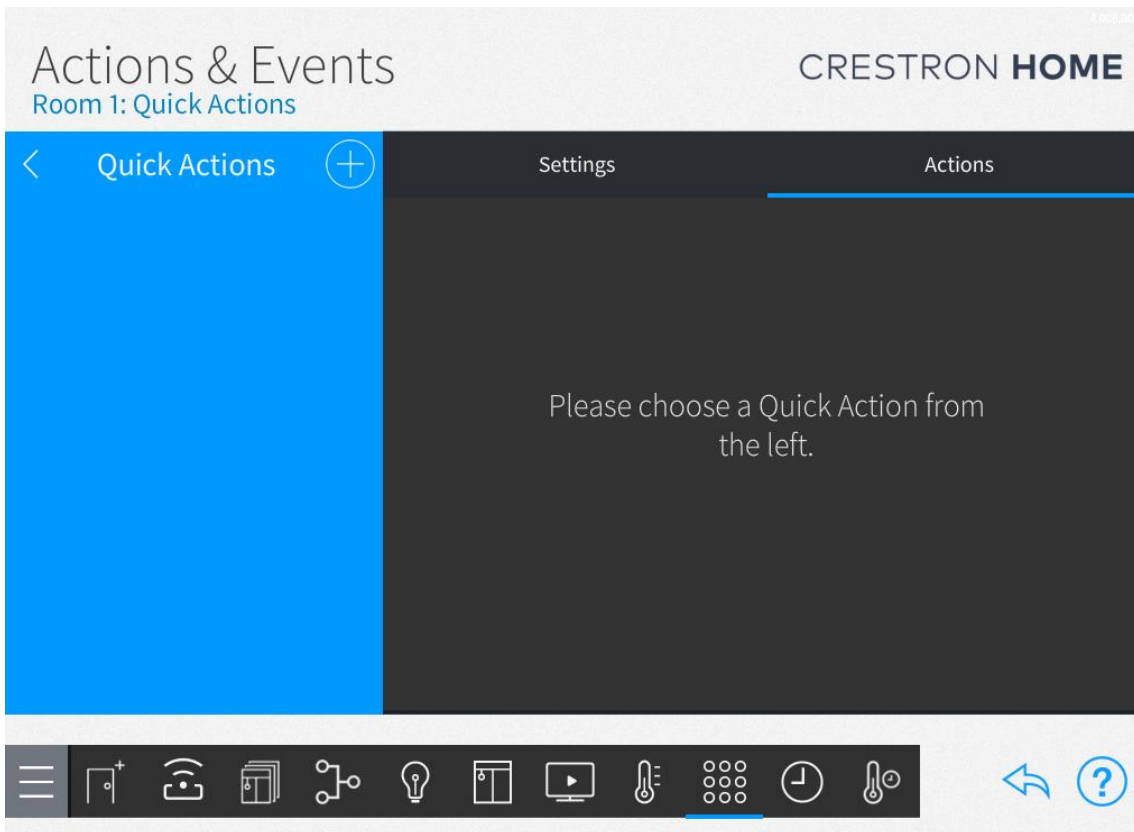 Actions & Events
CRESTRON HOME
Room 1: Quick Actions
Quick Actions
Settings
Actions
Please choose a Quick Action from
the left.
?